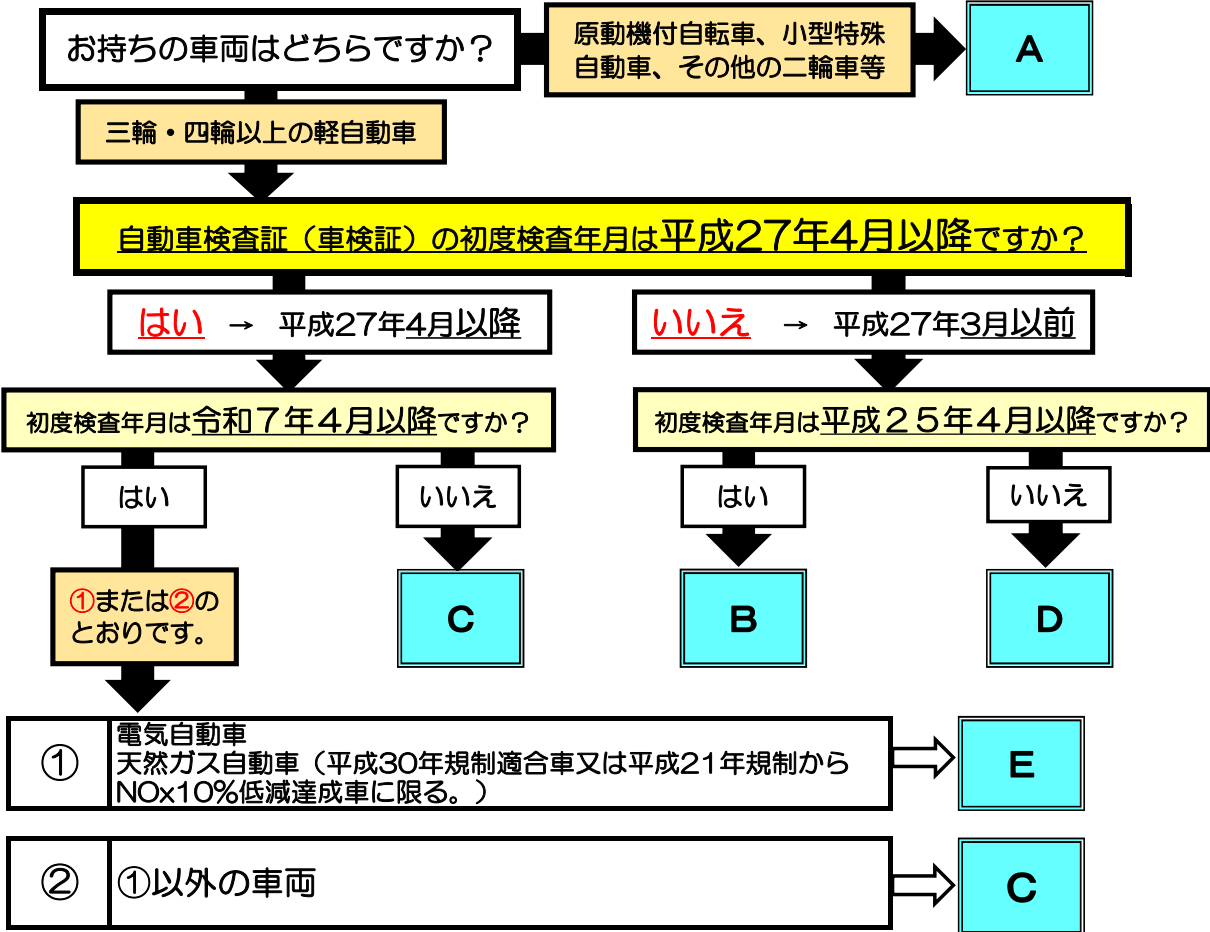 お持ちの車両はどちらですか？
原動機付自転車、小型特殊
自動車、その他の二輪車等
A
三輪・四輪以上の軽自動車
自動車検査証（車検証）の初度検査年月は平成27年4月以降ですか？
はい → 平成27年4月以降
いいえ → 平成27年3月以前
初度検査年月は令和７年４月以降ですか？
初度検査年月は平成２５年４月以降ですか？
はい
いいえ
はい
いいえ
①または②の
とおりです。
C
B
D
①
電気自動車
天然ガス自動車（平成30年規制適合車又は平成21年規制から
NOx10%低減達成車に限る。）
E
②
①以外の車両
C